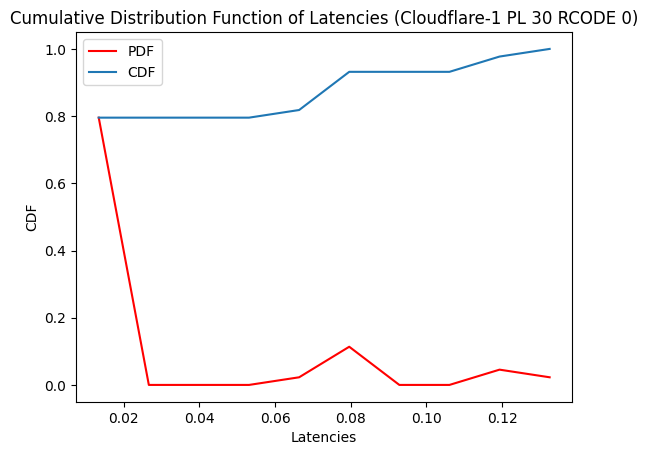 Cumulative Distribution Function of Latencies (Cloudflare-1 PL 30 RCODE 0)
PDF
CDF
1.0
0.8
0.6
0.4
0.2
0.0
CDF
0.02 0.04 0.06 0.08 0.10 0.12
Latencies